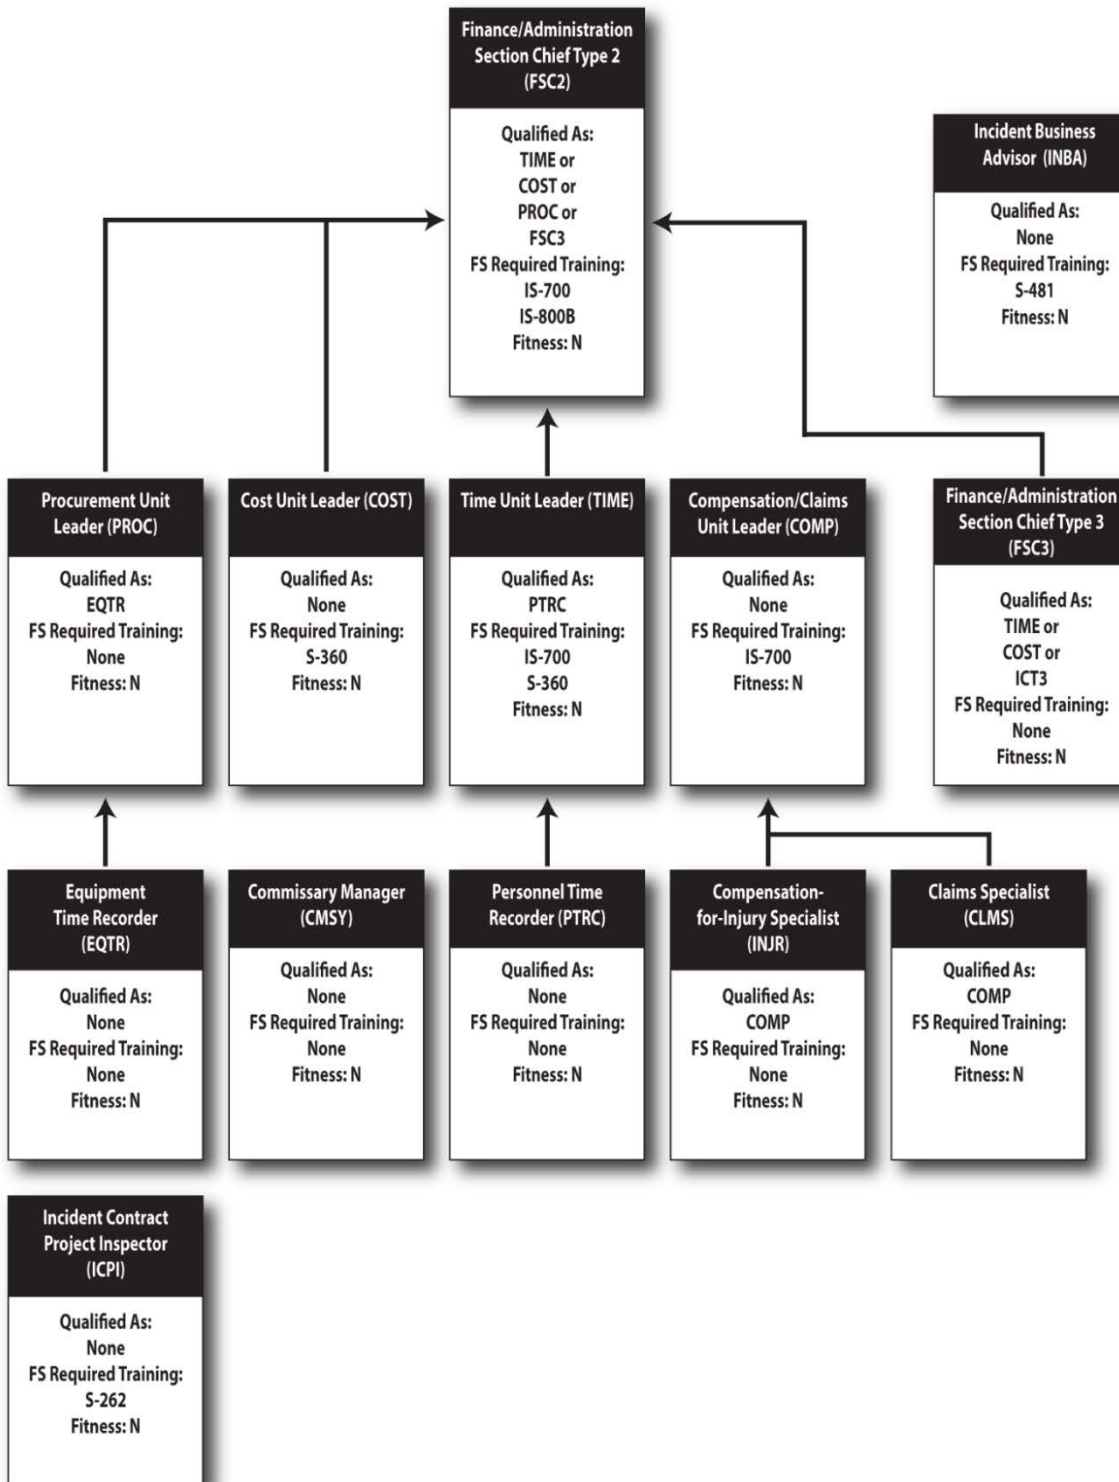 Finance/Administration
Section Chief Type 2
(FSC2)
Qualified As:
TIME or
COST or
PROC or
FSC3
FS Required Training:
IS-700
IS-800B
Fitness: N
Incident Business
Advisor (INBA)
Qualified As:
None
FS Required Training:
S-481
Fitness: N
Procurement Unit
Leader (PROC)
Qualified As:
EQTR
FS Required Training:
None
Fitness: N
Cost Unit Leader (COST)
Qualified As:
None
FS Required Training:
S-360
Fitness: N
Time Unit Leader (TIME)
Qualified As:
PTRC
FS Required Training:
IS-700
S-360
Fitness: N
Compensation/Claims
Unit Leader (COMP)
Qualified As:
None
FS Required Training:
IS-700
Fitness: N
Finance/Administration
Section Chief Type 3
(FSC3)
Qualified As:
TIME or
COST or
ICT3
FS Required Training:
None
Fitness: N
Equipment
Time Recorder
(EQTR)
Qualified As:
None
FS Required Training:
None
Fitness: N
Commissary Manager
(CMSY)
Qualified As:
None
FS Required Training:
None
Fitness: N
Personnel Time
Recorder (PTRC)
Qualified As:
None
FS Required Training:
None
Fitness: N
Compensation-
for-Injury Specialist
(INJR)
Qualified As:
COMP
FS Required Training:
None
Fitness: N
Claims Specialist
(CLMS)
Qualified As:
COMP
FS Required Training:
None
Fitness: N
Incident Contract
Project Inspector
(ICPI)
Qualified As:
None
FS Required Training:
S-262
Fitness: N